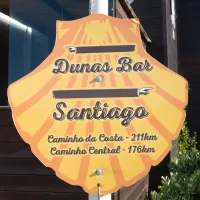 Dunas Bar
Santiago
Caminho da Costa - 211km
Caminho Central - 176km